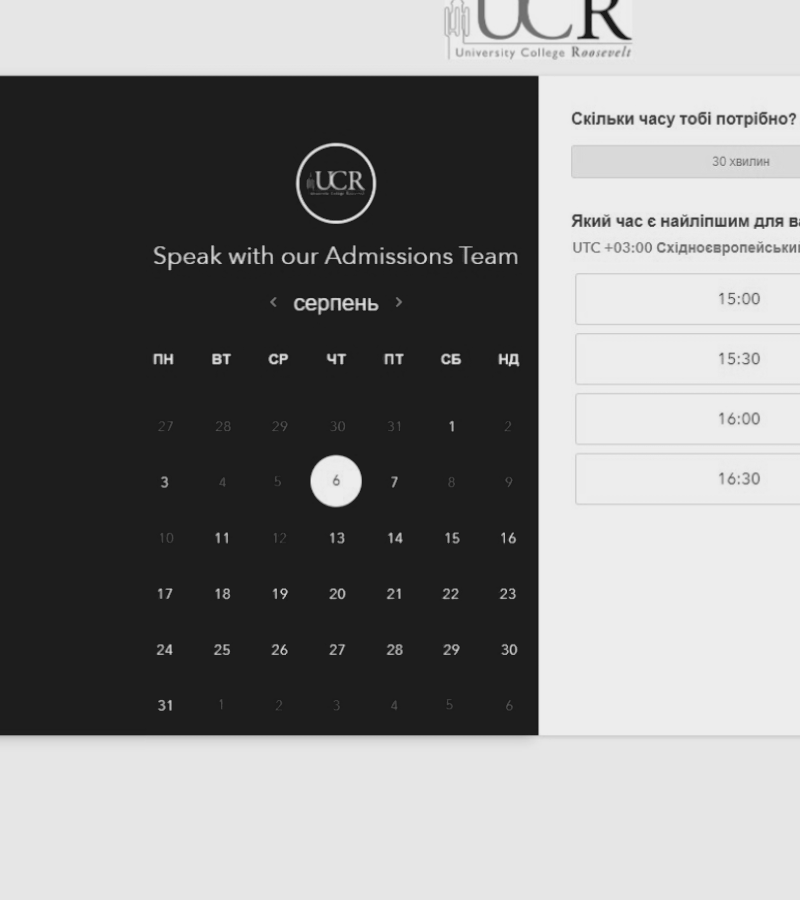 UCR
University College Roosevelt
UCR
Speak with our Admissions Team
‹ серпень ›
ПН ВТ СР ЧТ ПТ СБ НД
27 28 29 30 31 1 2
3 4 5 6 7 8 9
10 11 12 13 14 15 16
17 18 19 20 21 22 23
24 25 26 27 28 29 30
31 1 2 3 4 5 6
Скільки часу тобі потрібно?
30 хвилин
Який час є найліпшим для ва
UTC +03:00 Східноєвропейськи
15:00
15:30
16:00
16:30